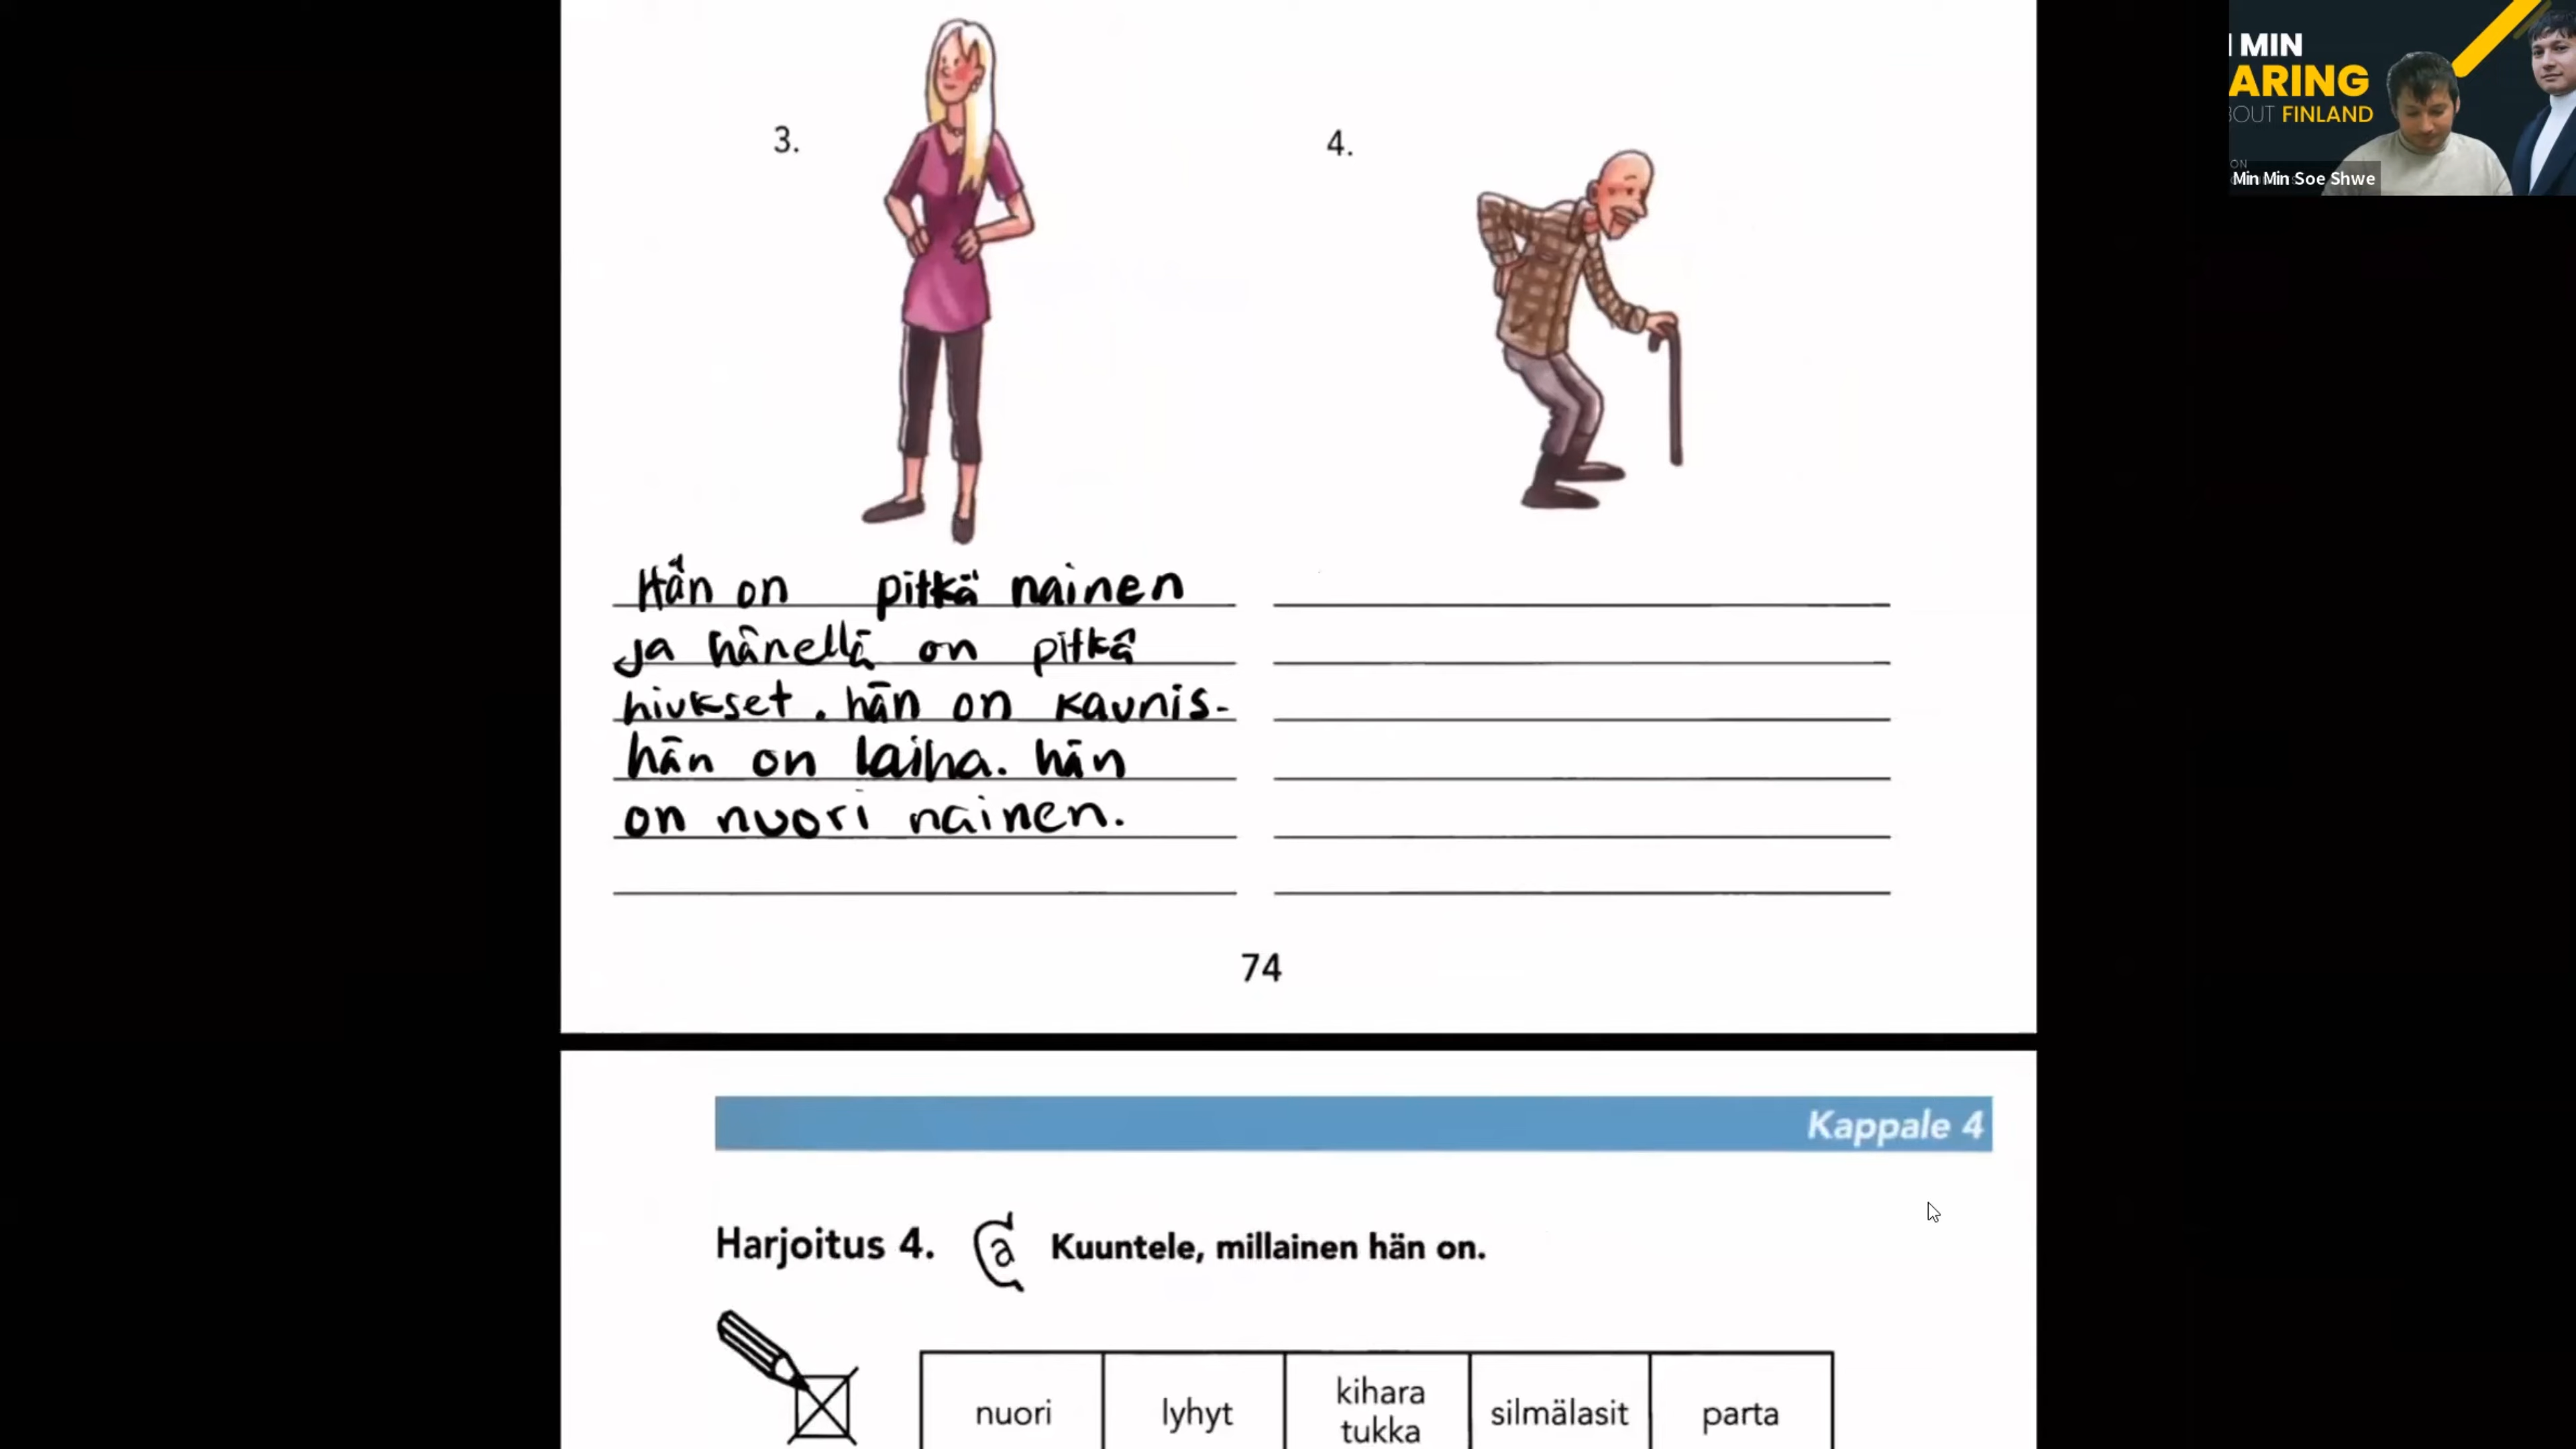 3.
4.
Hän on pitkä nainen
ja hänellä on pitkä
hiukset. hän on kaunis.
hän on laiha. hän
on nuori nainen.
74
Kappale 4
Harjoitus 4. a Kuuntele, millainen hän on.
nuori
lyhyt
kihara
tukka
silmälasit
parta
MIN
ARING
BOUT FINLAND
ON
Min Min Soe Shwe